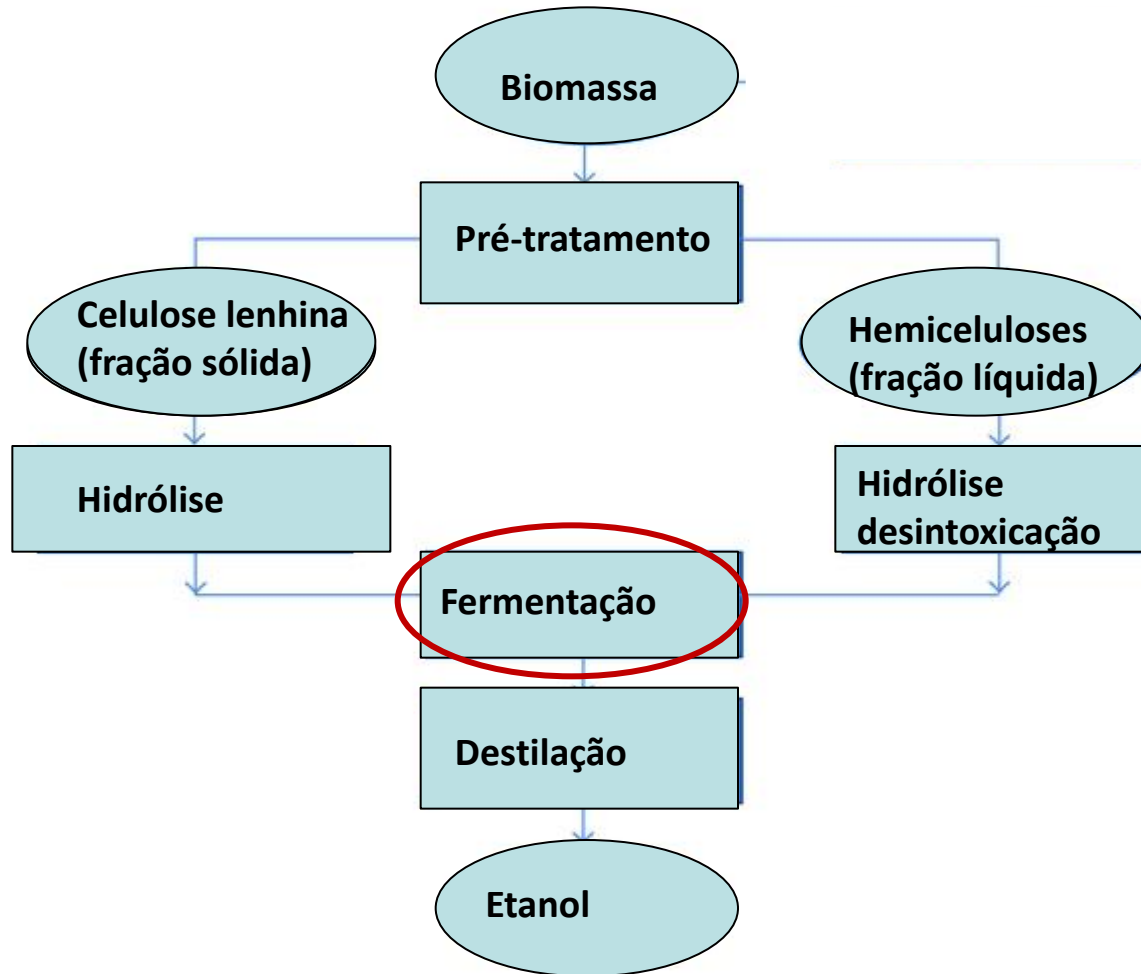 Biomassa
Pré-tratamento
Celulose lenhina
(fração sólida)
Hemiceluloses
(fração líquida)
Hidrólise
Hidrólise
desintoxicação
Fermentação
Destilação
Etanol